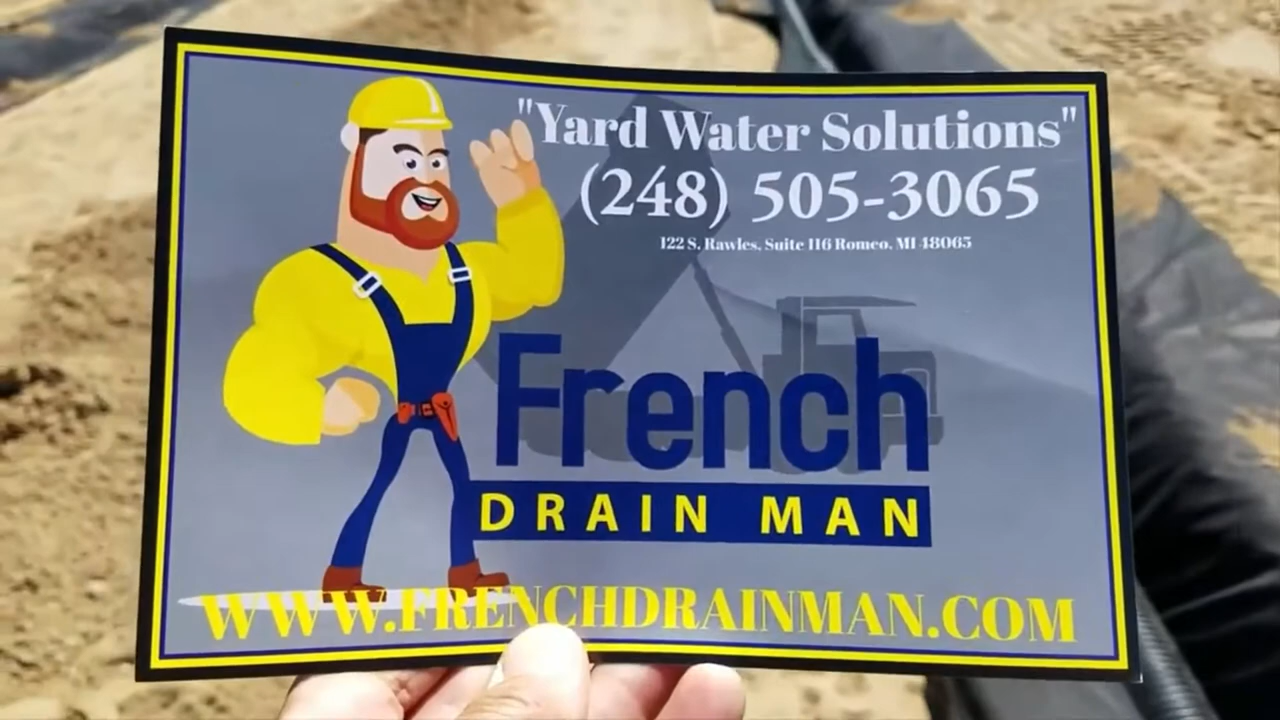 "Yard Water Solutions"
(248) 505-3065
122 S. Rawles, Suite 116 Romeo, MI 48065
French
DRAIN MAN
WWW.FRENCHDRAINMAN.COM